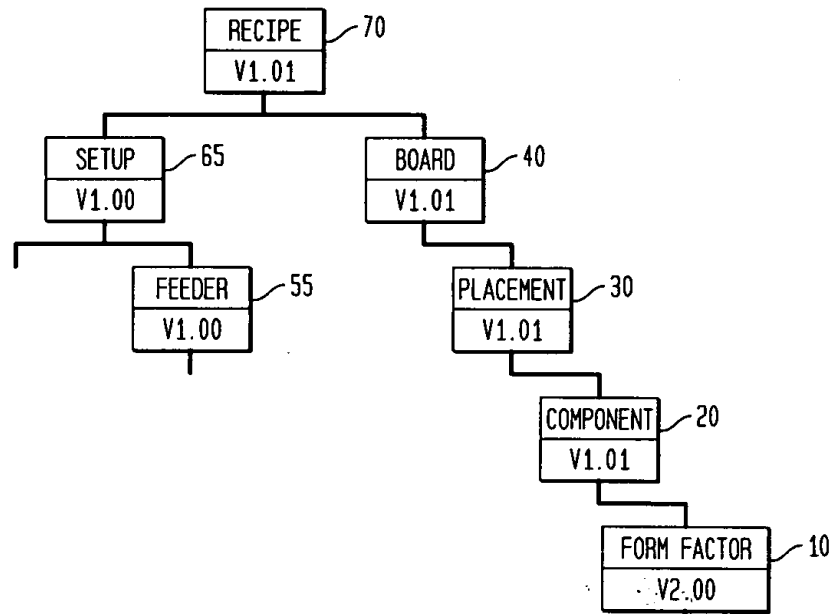 RECIPE
70
V1.01
SETUP
65
V1.00
BOARD
40
V1.01
FEEDER
55
V1.00
PLACEMENT
30
V1.01
COMPONENT
20
V1.01
FORM FACTOR
10
V2.00